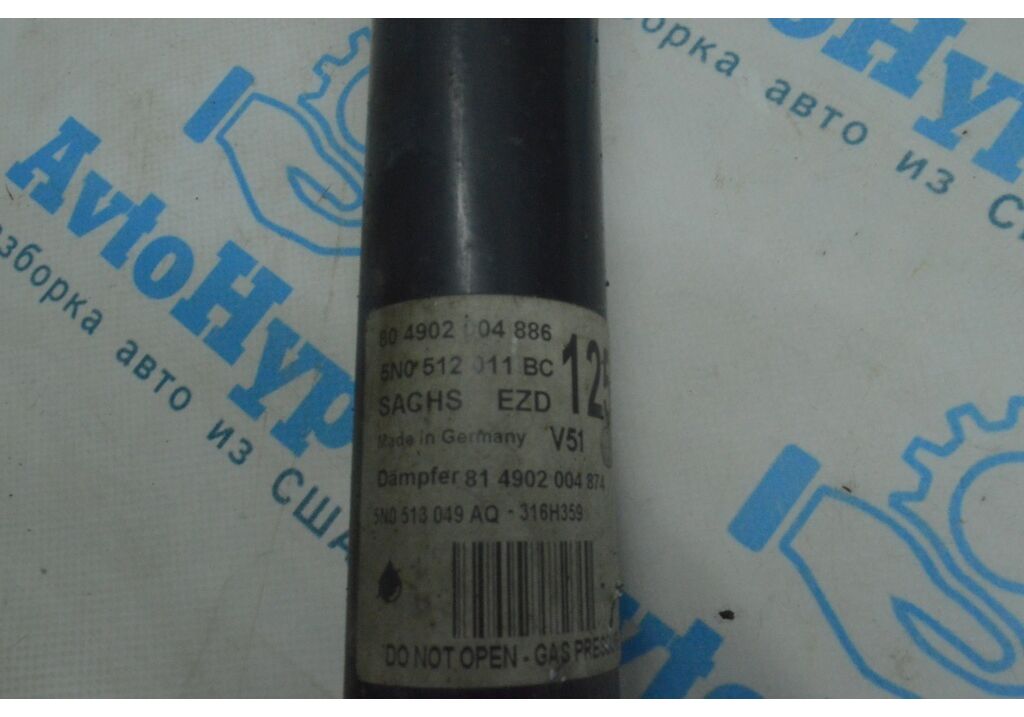 80 4902 004 886
5N0 512 011 BC
SACHS EZD
Made in Germany V51
Dämpfer 81 4902 004 874
5N0 513 049 AQ - 316H359
DO NOT OPEN - GAS
AvtoHyp
разборка авто из США
борка авто из